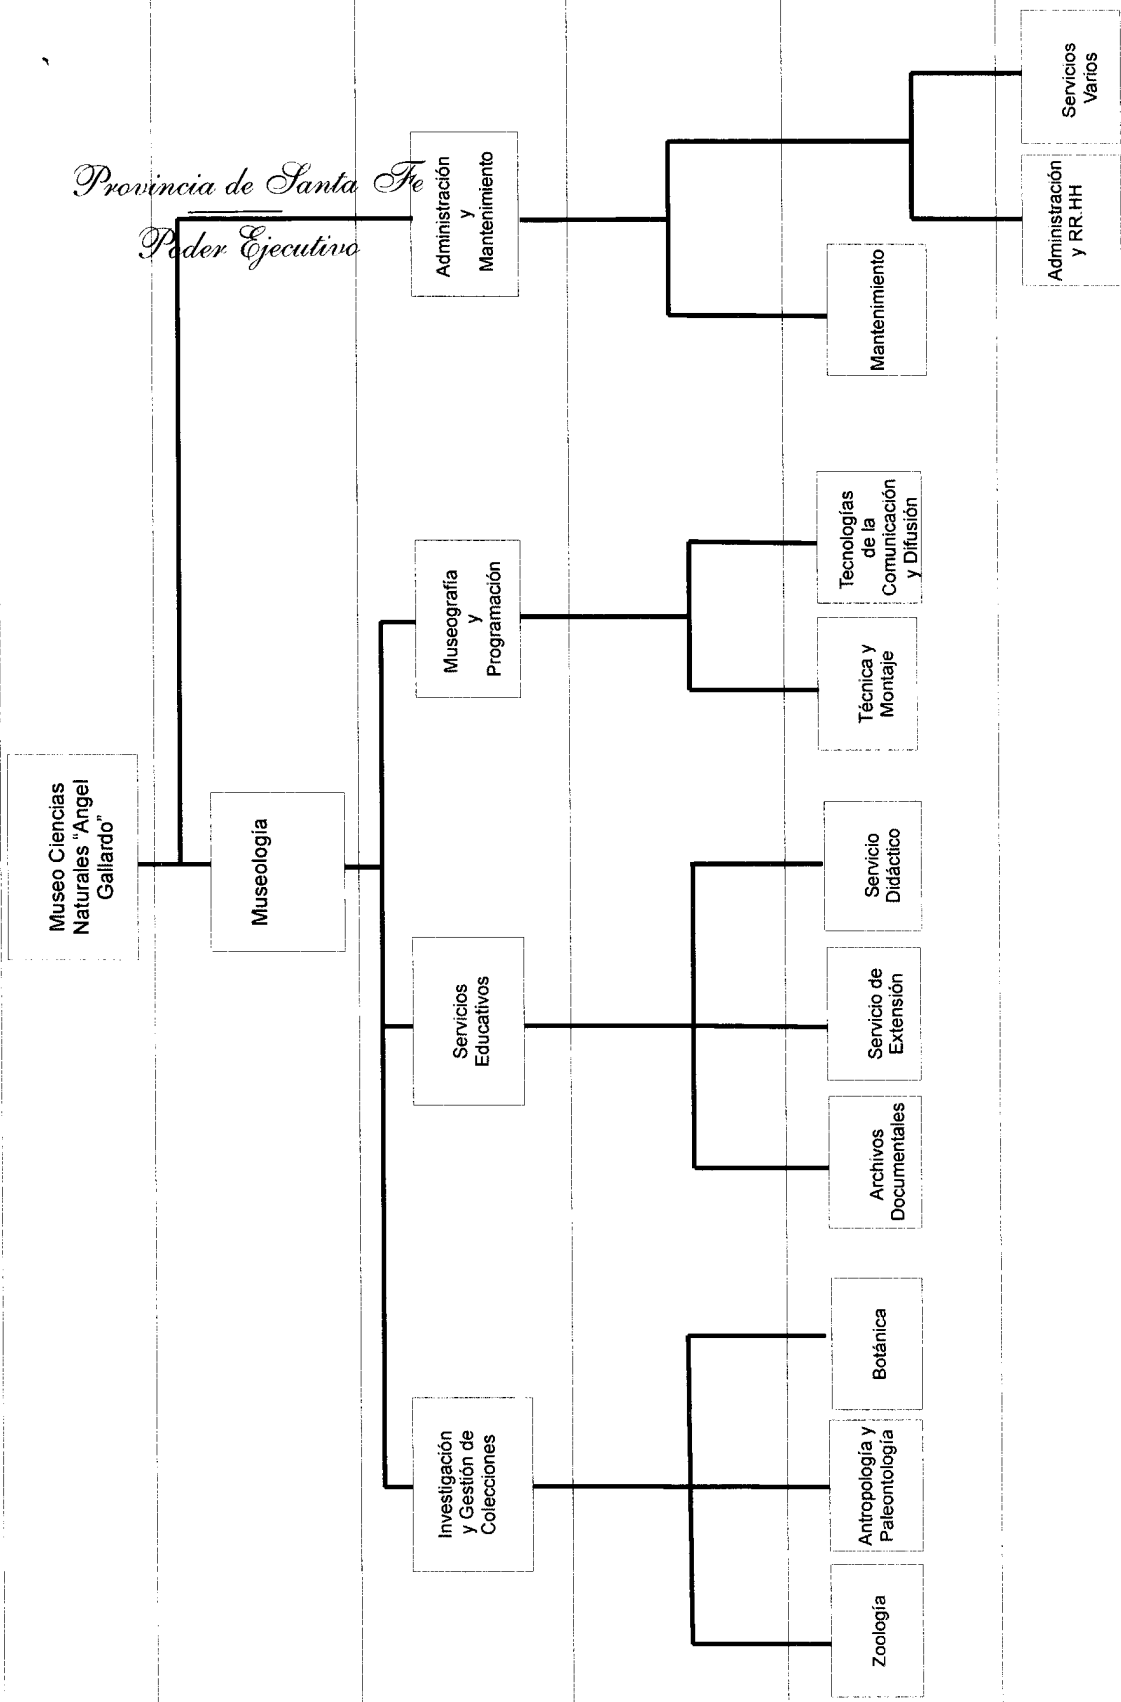 Provincia de Santa Fe
Poder Ejecutivo
Museo Ciencias
Naturales "Angel
Gallardo"
Museología
Investigación
y Gestión de
Colecciones
Servicios
Educativos
Museografía
y
Programación
Administración
y
Mantenimiento
Zoología
Antropología y
Paleontología
Botánica
Archivos
Documentales
Servicio de
Extensión
Servicio
Didáctico
Técnica y
Montaje
Tecnologías
de la
Comunicación
y Difusión
Mantenimiento
Administración
y RR.HH
Servicios
Varios